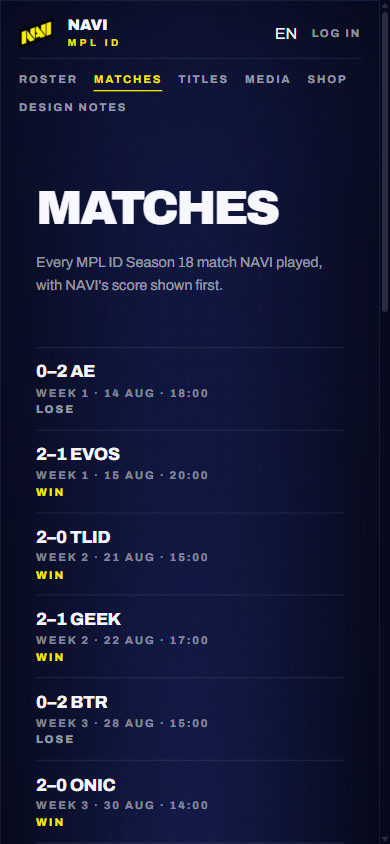 NAVI
MPL ID
EN LOG IN
ROSTER MATCHES TITLES MEDIA SHOP
DESIGN NOTES
MATCHES
Every MPL ID Season 18 match NAVI played,
with NAVI's score shown first.
0–2 AE
WEEK 1 · 14 AUG · 18:00
LOSE
2–1 EVOS
WEEK 1 · 15 AUG · 20:00
WIN
2–0 TLID
WEEK 2 · 21 AUG · 15:00
WIN
2–1 GEEK
WEEK 2 · 22 AUG · 17:00
WIN
0–2 BTR
WEEK 3 · 28 AUG · 15:00
LOSE
2–0 ONIC
WEEK 3 · 30 AUG · 14:00
WIN